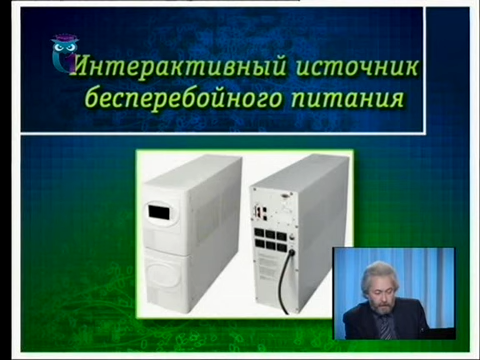 Интерактивный источник
бесперебойного питания